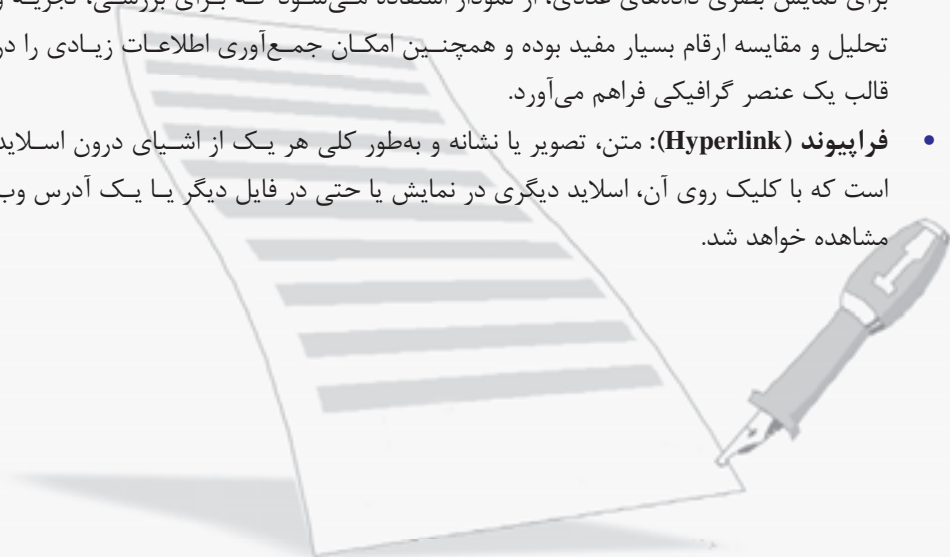 برای نمایش بصری داده‌های عددی، از نمودار استفاده می‌شود که برای بررسی، تجزیه و
تحلیل و مقایسه ارقام بسیار مفید بوده و همچنین امکان جمع‌آوری اطلاعات زیادی را در
قالب یک عنصر گرافیکی فراهم می‌آورد.
• فراپیوند (Hyperlink): متن، تصویر یا نشانه و به‌طور کلی هر یک از اشیای درون اسلاید
است که با کلیک روی آن، اسلاید دیگری در نمایش یا حتی در فایل دیگر یا یک آدرس وب
مشاهده خواهد شد.